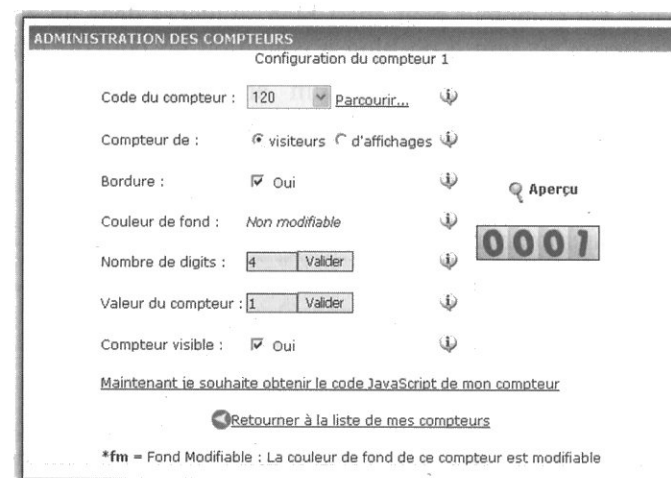 ADMINISTRATION DES COMPTEURS
Configuration du compteur 1
Code du compteur : 120 Parcourir...
Compteur de : visiteurs d'affichages
Bordure : Oui
Aperçu
Couleur de fond : Non modifiable
0001
Nombre de digits : 4 Valider
Valeur du compteur : 1 Valider
Compteur visible : Oui
Maintenant je souhaite obtenir le code JavaScript de mon compteur
Retourner à la liste de mes compteurs
*fm = Fond Modifiable : La couleur de fond de ce compteur est modifiable